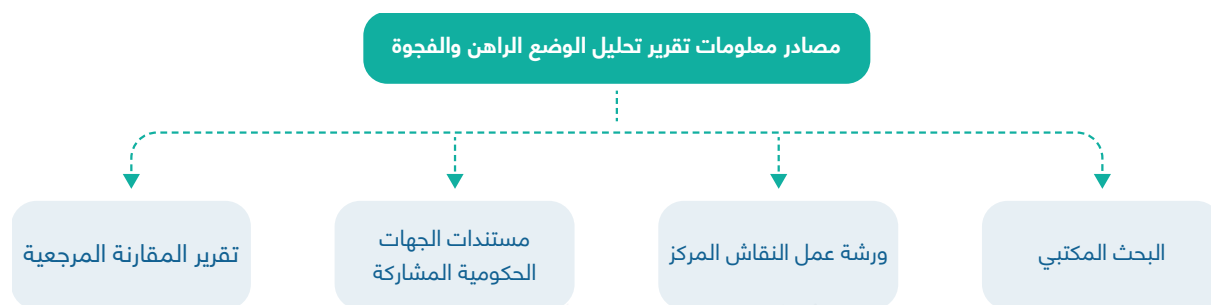 مصادر معلومات تقرير تحليل الوضع الراهن والفجوة
البحث المكتبي
ورشة عمل النقاش المركز
مستندات الجهات
الحكومية المشاركة
تقرير المقارنة المرجعية